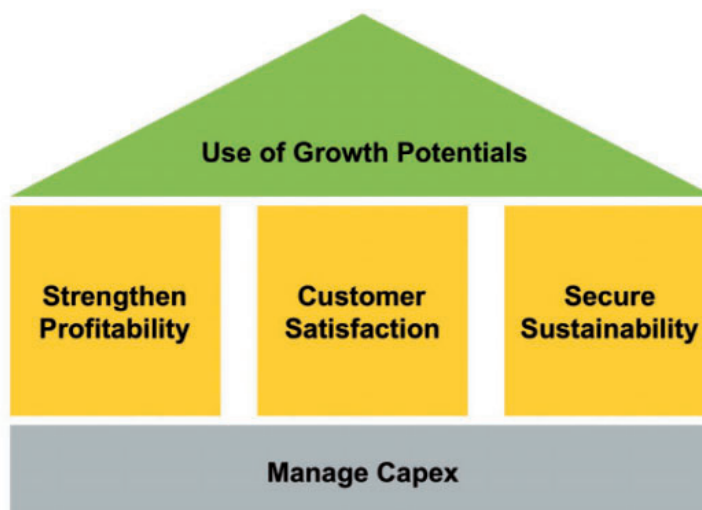 Use of Growth Potentials
Strengthen
Profitability
Customer
Satisfaction
Secure
Sustainability
Manage Capex